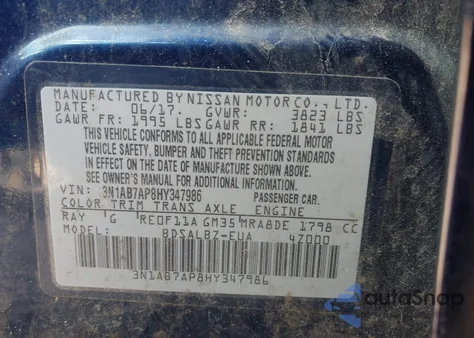 MANUFACTURED BY NISSAN MOTOR CO., LTD.
DATE: 06/17. GVWR: 3823 LBS
GAWR FR: 1995 LBS GAWR RR: 1841 LBS
THIS VEHICLE CONFORMS TO ALL APPLICABLE FEDERAL MOTOR
VEHICLE SAFETY, BUMPER AND THEFT PREVENTION STANDARDS
IN EFFECT ON THE DATE OF MANUFACTURE SHOWN ABOVE.
SEE OWNER'S MANUAL FOR ADDITIONAL INFORMATION.
VIN: 3N1AB7AP8HY347986 PASSENGER CAR.
COLOR TRIM TRANS AXLE ENGINE
RAY G RE0F11A GM35 MRA8DE 1798 CC
MODEL: BDSALBZ-EUA 4Z000
3N1AB7AP8HY347986
autoSnap